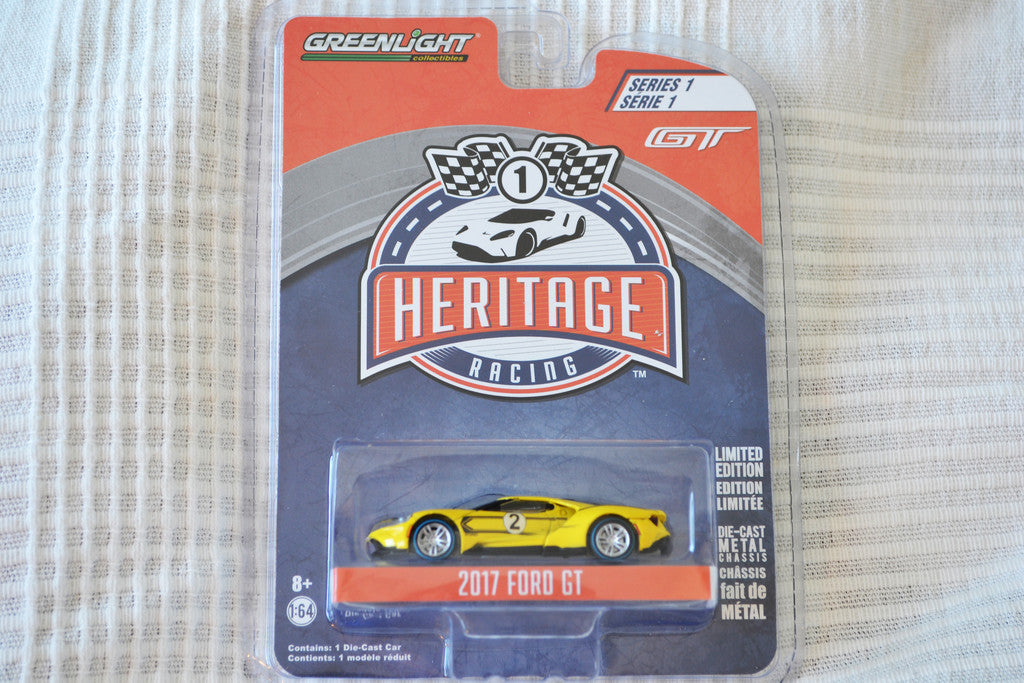 GREENLiGHT
collectibles
SERIES 1
SÉRIE 1
GT
1
HERITAGE
RACING
TM
LIMITED
EDITION
EDITION
LIMITÉE
DIE-CAST
METAL
CHASSIS
CHÂSSIS
fait de
MÉTAL
2
2017 FORD GT
8+
1:64
Contains: 1 Die-Cast Car
Contients: 1 modèle réduit